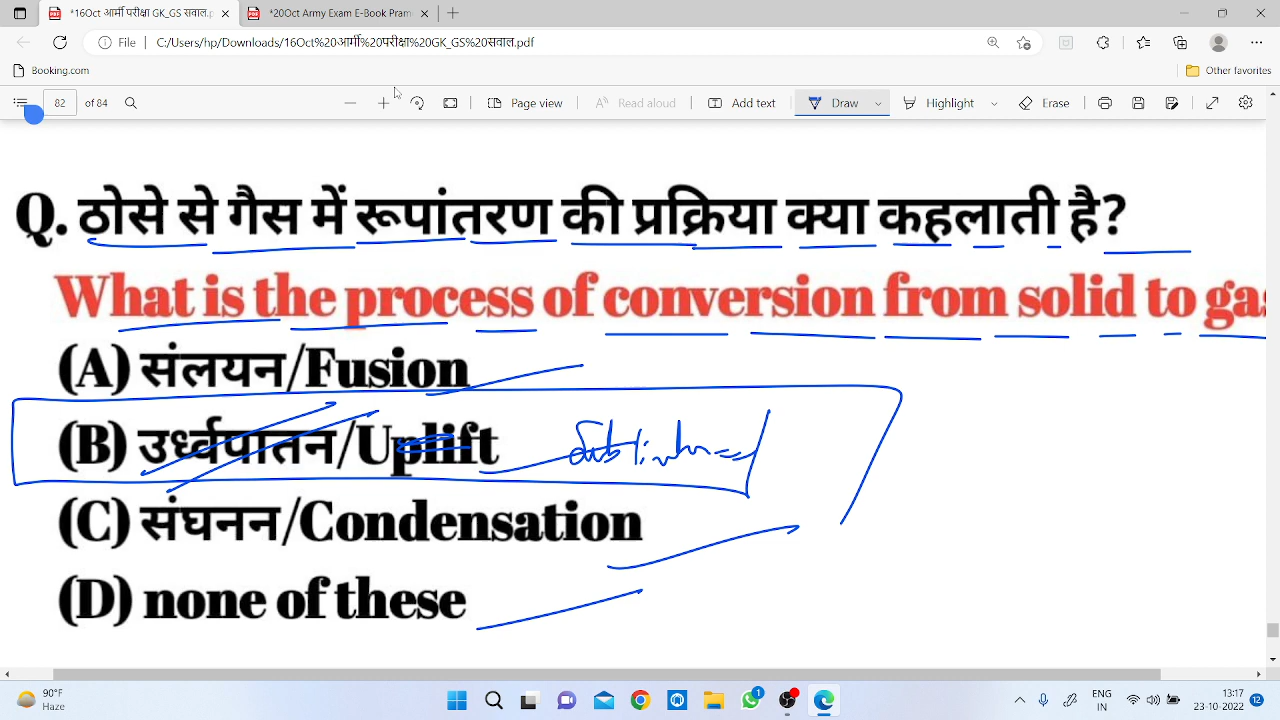 *16Oct आर्मी परीक्षा GK_GS सवाल.p
*20Oct Army Exam E-Book Pram
File
C:/Users/hp/Downloads/16Oct%20आर्मी%20परीक्षा%20GK_GS%20सवाल.pdf
Booking.com
Other favorites
82 of 84
Page view
Read aloud
Add text
Draw
Highlight
Erase
Q. ठोसे से गैस में रूपांतरण की प्रक्रिया क्या कहलाती है?
What is the process of conversion from solid to gas
(A) संलयन/Fusion
(B) उर्ध्वपातन/Uplift
(C) संघनन/Condensation
(D) none of these
90°F
Haze
1
ENG
IN
13:17
23-10-2022
12